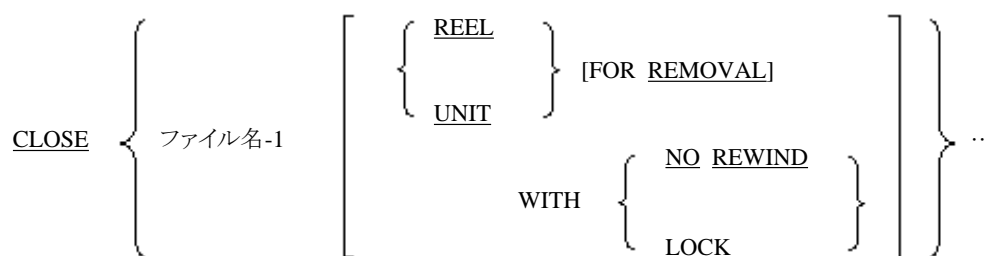 REEL
[FOR REMOVAL]
UNIT
CLOSE ファイル名-1 ..
NO REWIND
WITH
LOCK